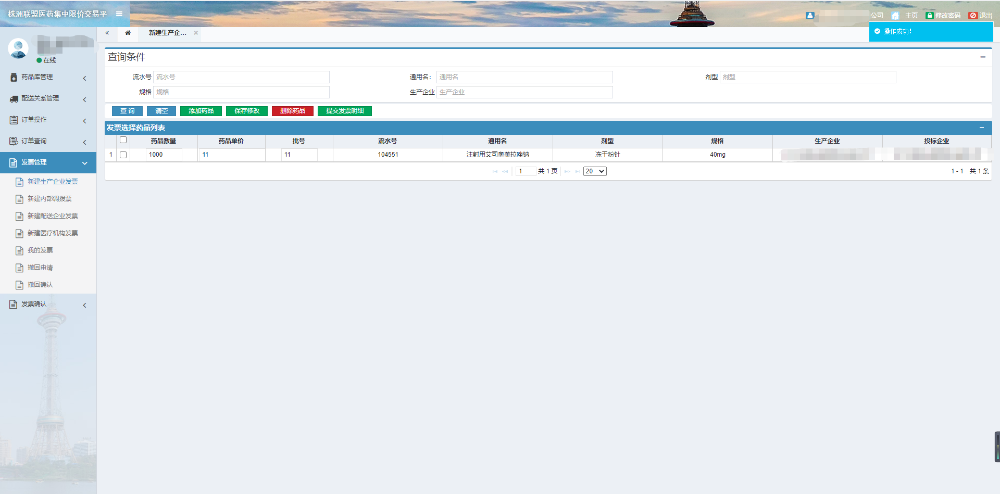 株洲联盟医药集中限价交易平
公司 主页 修改密码 退出
操作成功!
« 新建生产企... ×
在线
药品库管理
配送关系管理
订单操作
订单查询
发票管理
新建生产企业发票
新建内部调拨票
新建配送企业发票
新建医疗机构发票
我的发票
撤回申请
撤回确认
发票确认
查询条件
流水号 流水号 通用名: 通用名 剂型 剂型
规格 规格 生产企业 生产企业
查 询 清空 添加药品 保存修改 删除药品 提交发票明细
发票选择药品列表
药品数量 药品单价 批号 流水号 通用名 剂型 规格 生产企业 投标企业
1 1000 11 11 104551 注射用艾司奥美拉唑钠 冻干粉针 40mg
1 共 1 页 20 1 - 1 共 1 条